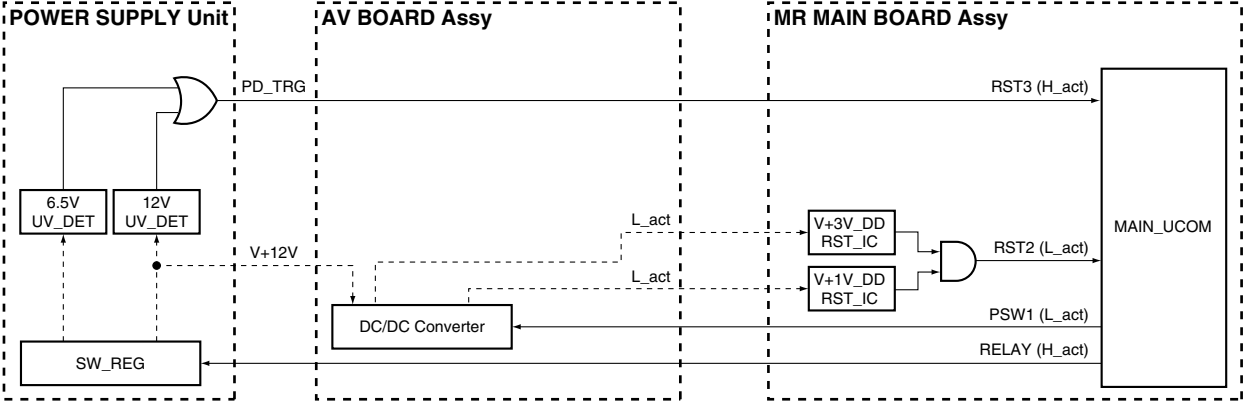 POWER SUPPLY Unit
AV BOARD Assy
MR MAIN BOARD Assy
PD_TRG
RST3 (H_act)
6.5V
UV_DET
12V
UV_DET
V+12V
L_act
L_act
V+3V_DD
RST_IC
V+1V_DD
RST_IC
RST2 (L_act)
MAIN_UCOM
DC/DC Converter
PSW1 (L_act)
SW_REG
RELAY (H_act)